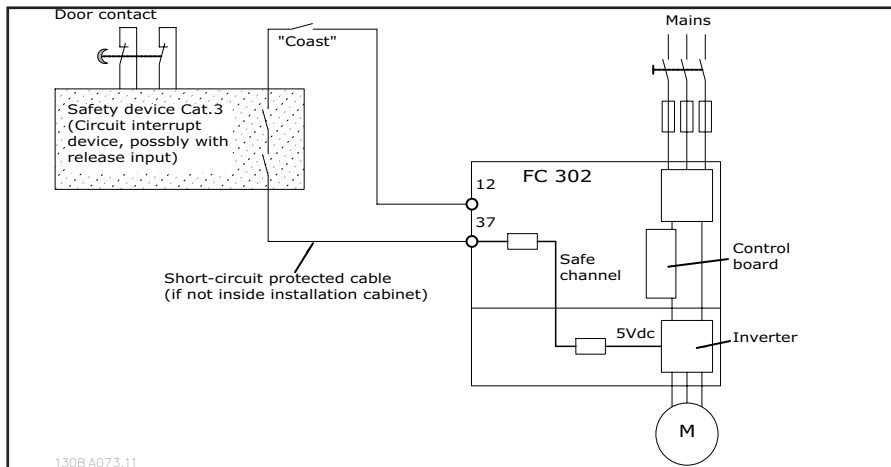 Door contact
Mains
"Coast"
Safety device Cat.3
(Circuit interrupt
device, possbly with
release input)
FC 302
12
37
Safe
channel
Control
board
Short-circuit protected cable
(if not inside installation cabinet)
5Vdc
Inverter
M
130BA073.11